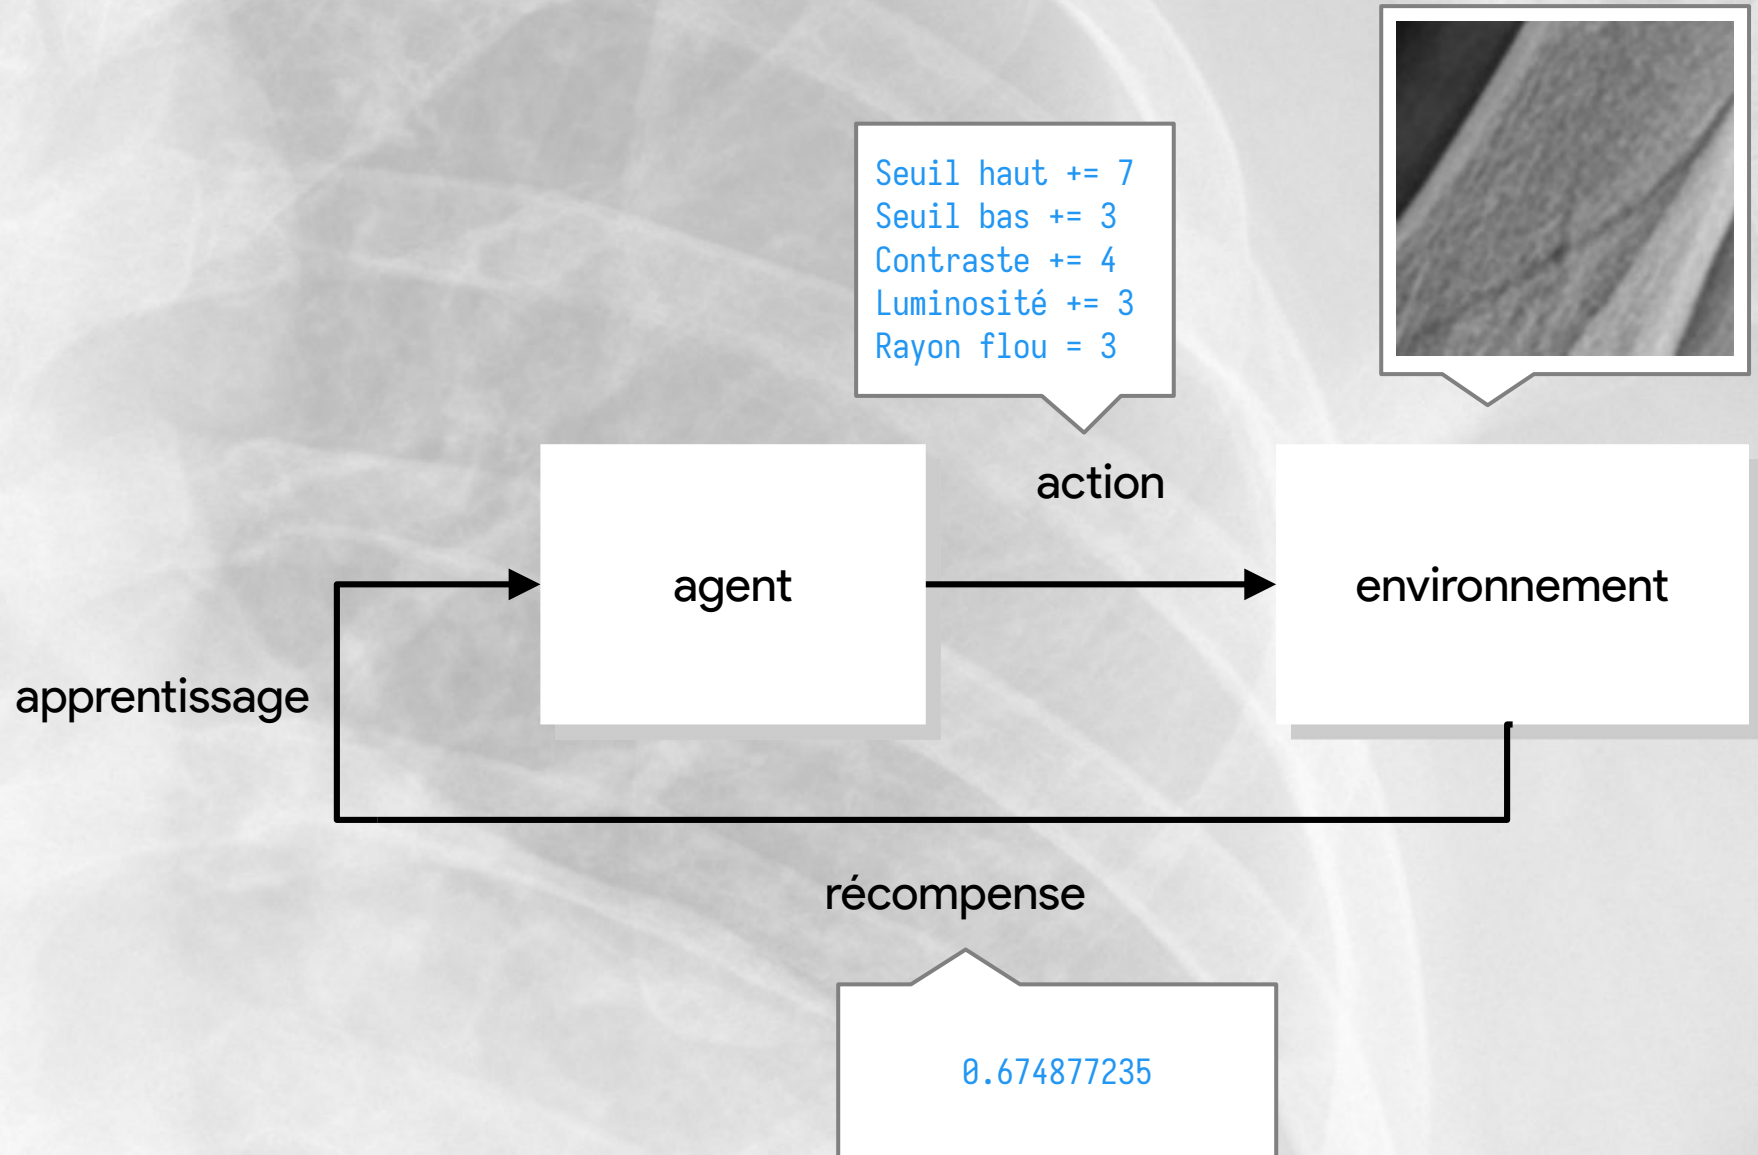 Seuil haut += 7
Seuil bas += 3
Contraste += 4
Luminosité += 3
Rayon flou = 3
action
agent
environnement
apprentissage
récompense
0.674877235